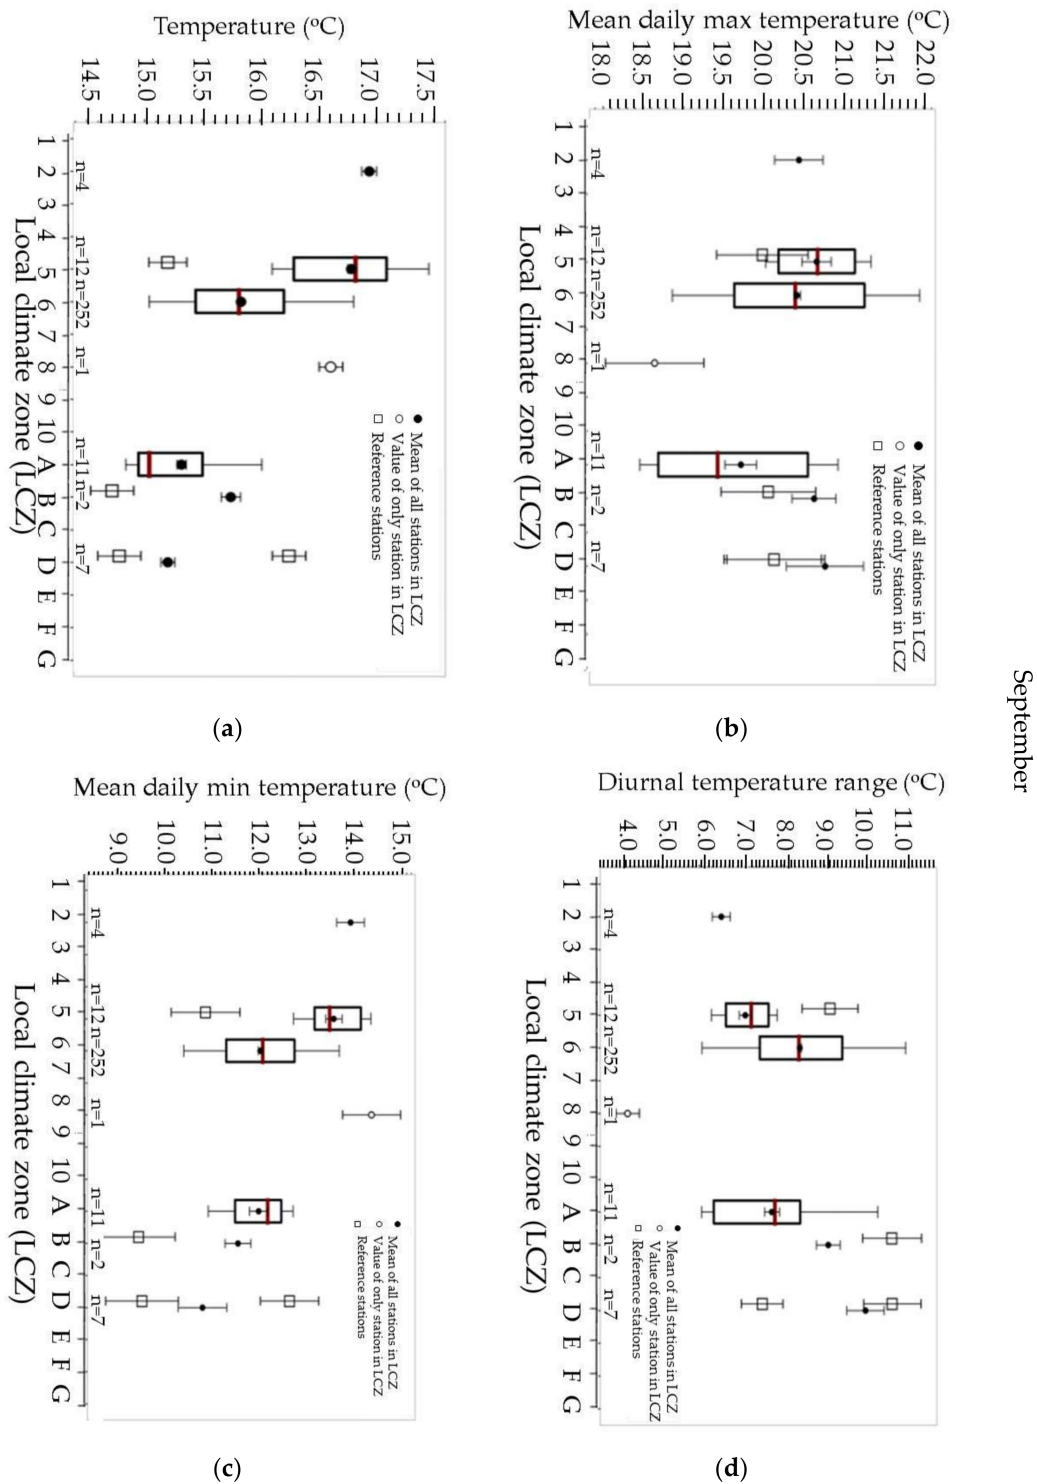 September
Temperature (ºC)
14.5 15.0 15.5 16.0 16.5 17.0 17.5
1 2 3 4 5 6 7 8 9 10 A B C D E F G
n=4 n=12 n=252 n=1 n=11 n=2 n=7
Local climate zone (LCZ)
Mean of all stations in LCZ
Value of only station in LCZ
Reference stations
(a)
Mean daily max temperature (ºC)
18.0 18.5 19.0 19.5 20.0 20.5 21.0 22.0
1 2 3 4 5 6 7 8 9 10 A B C D E F G
n=4 n=12 n=252 n=1 n=11 n=2 n=7
Local climate zone (LCZ)
Mean of all stations in LCZ
Value of only station in LCZ
Reference stations
(b)
Mean daily min temperature (ºC)
9.0 10.0 11.0 12.0 13.0 14.0 15.0
1 2 3 4 5 6 7 8 9 10 A B C D E F G
n=4 n=12 n=252 n=1 n=11 n=2 n=7
Local climate zone (LCZ)
Mean of all stations in LCZ
Value of only station in LCZ
Reference stations
(c)
Diurnal temperature range (ºC)
4.0 5.0 6.0 7.0 8.0 9.0 10.0 11.0
1 2 3 4 5 6 7 8 9 10 A B C D E F G
n=4 n=12 n=252 n=1 n=11 n=2 n=7
Local climate zone (LCZ)
Mean of all stations in LCZ
Value of only station in LCZ
Reference stations
(d)